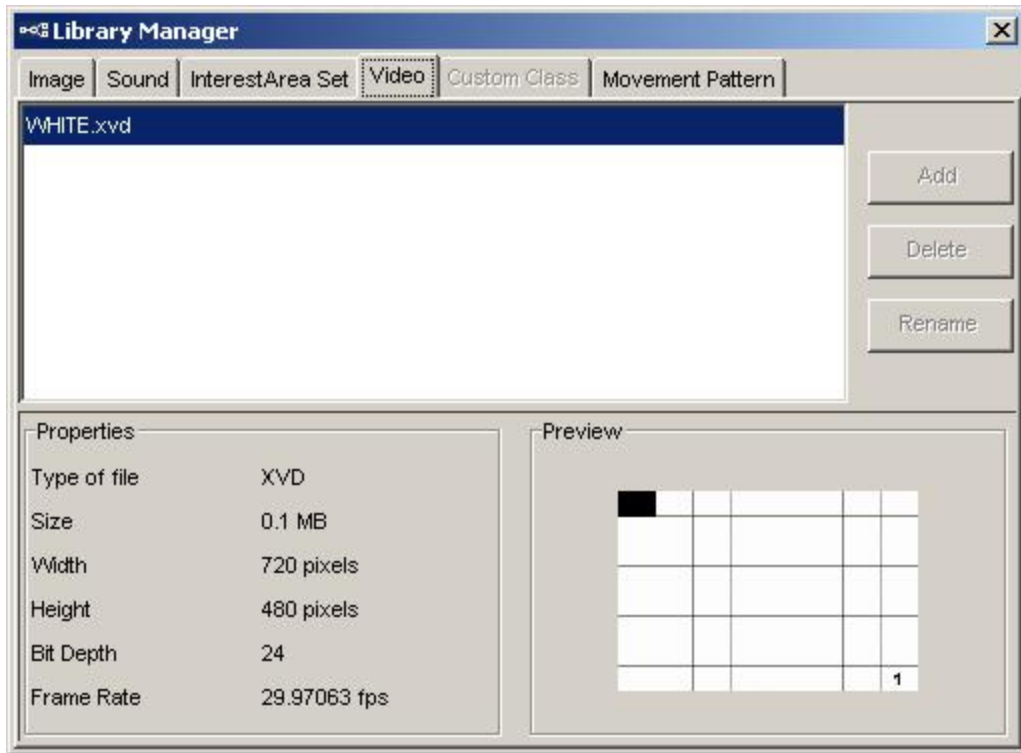 Library Manager
Image Sound InterestArea Set Video Custom Class Movement Pattern
WHITE.xvd
Add
Delete
Rename
Properties
Type of file XVD
Size 0.1 MB
Width 720 pixels
Height 480 pixels
Bit Depth 24
Frame Rate 29.97063 fps
Preview
1